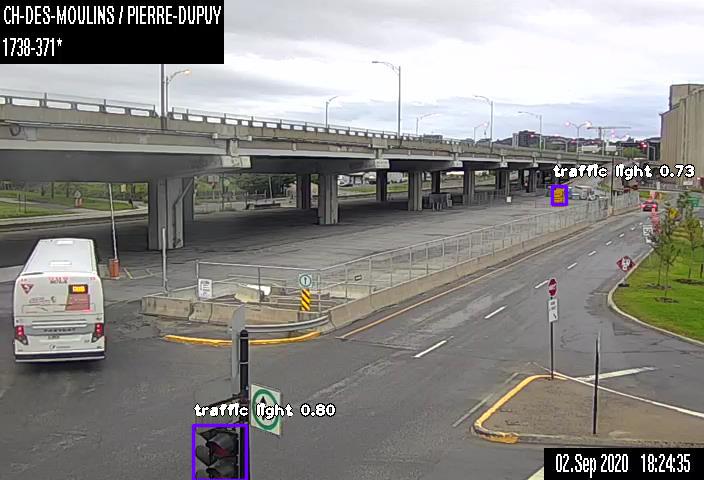 CH-DES-MOULINS / PIERRE-DUPUY
1738-371*
traffic light 0.73
traffic light 0.80
02.Sep 2020 18:24:35